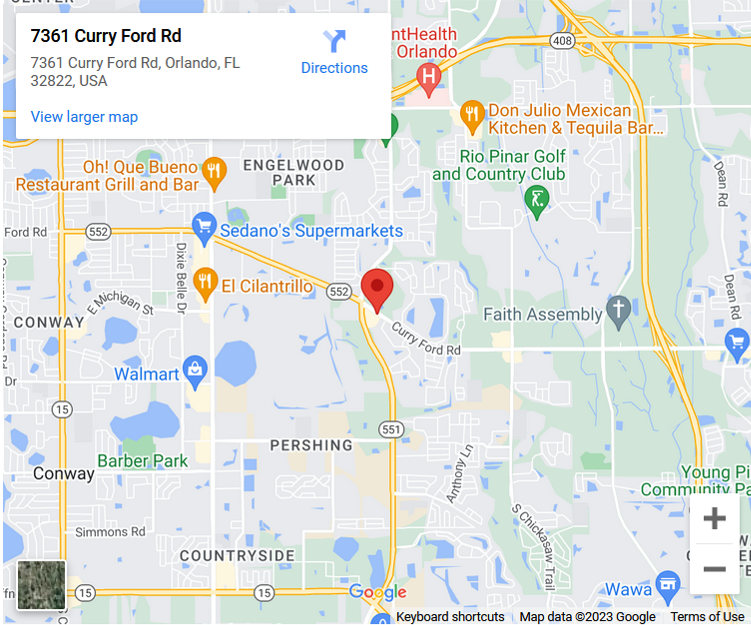 7361 Curry Ford Rd
7361 Curry Ford Rd, Orlando, FL
32822, USA
Directions
View larger map
ntHealth
Orlando
408
H
Don Julio Mexican
Kitchen & Tequila Bar...
Oh! Que Bueno
Restaurant Grill and Bar
ENGELWOOD
PARK
Rio Pinar Golf
and Country Club
Dean Rd
Ford Rd
552
Sedano's Supermarkets
Dixie Belle Dr
El Cilantrillo
552
E Michigan St
CONWAY
Faith Assembly
Dean Rd
Curry Ford Rd
Walmart
Dr
15
551
PERSHING
Barber Park
Conway
Anthony Ln
Young Pi
Community Pa
S Chickasaw Trail
Simmons Rd
COUNTRYSIDE
Wawa
15
15
Google
Keyboard shortcuts
Map data ©2023 Google
Terms of Use